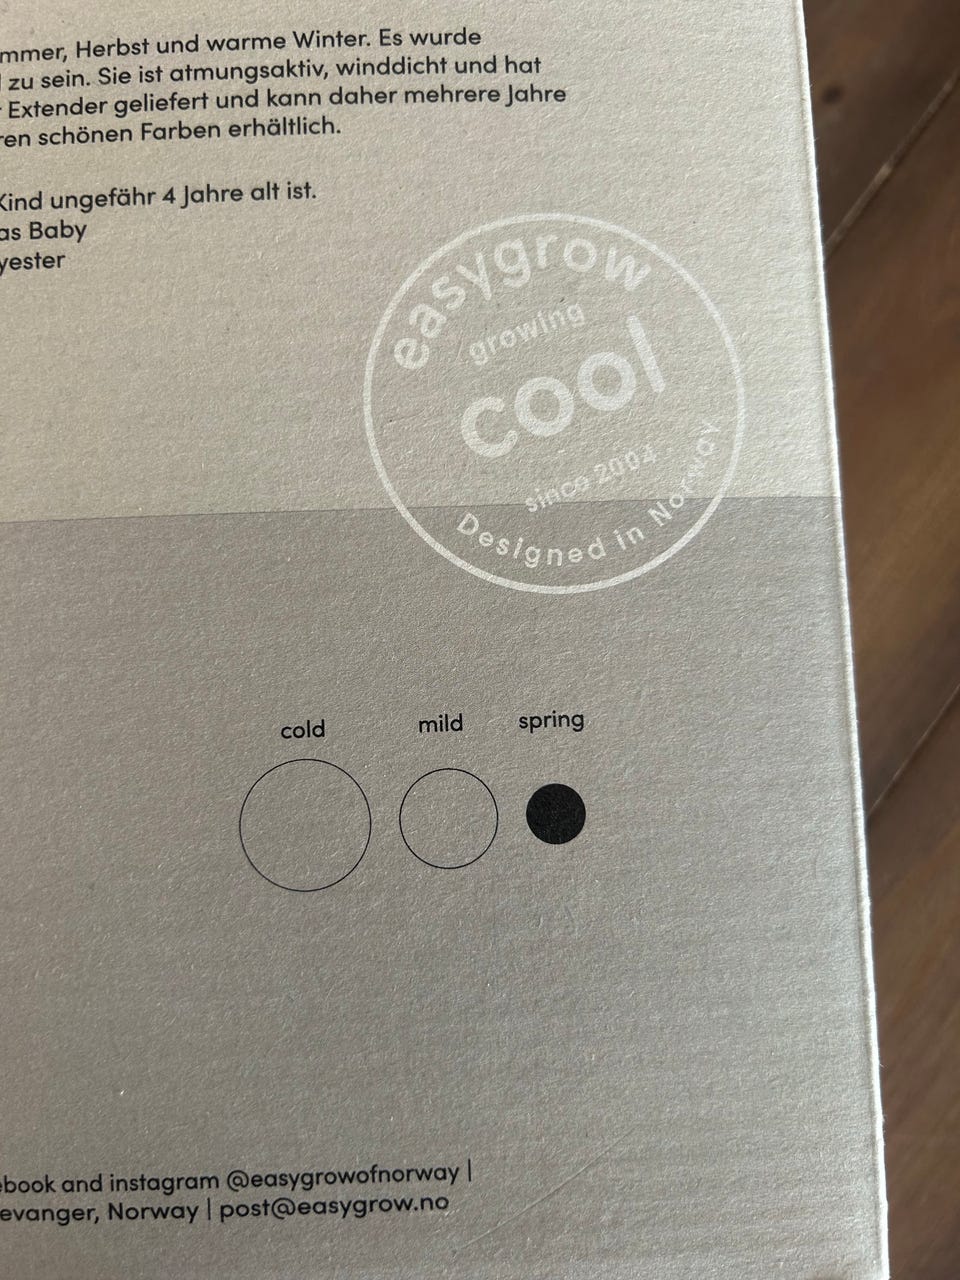 mmer, Herbst und warme Winter. Es wurde
zu sein. Sie ist atmungsaktiv, winddicht und hat
Extender geliefert und kann daher mehrere Jahre
ren schönen Farben erhältlich.
Kind ungefähr 4 Jahre alt ist.
as Baby
yester
easygrow
growing
cool
since 2004
Designed in Norway
cold mild spring
ebook and instagram @easygrowofnorway |
evanger, Norway | post@easygrow.no